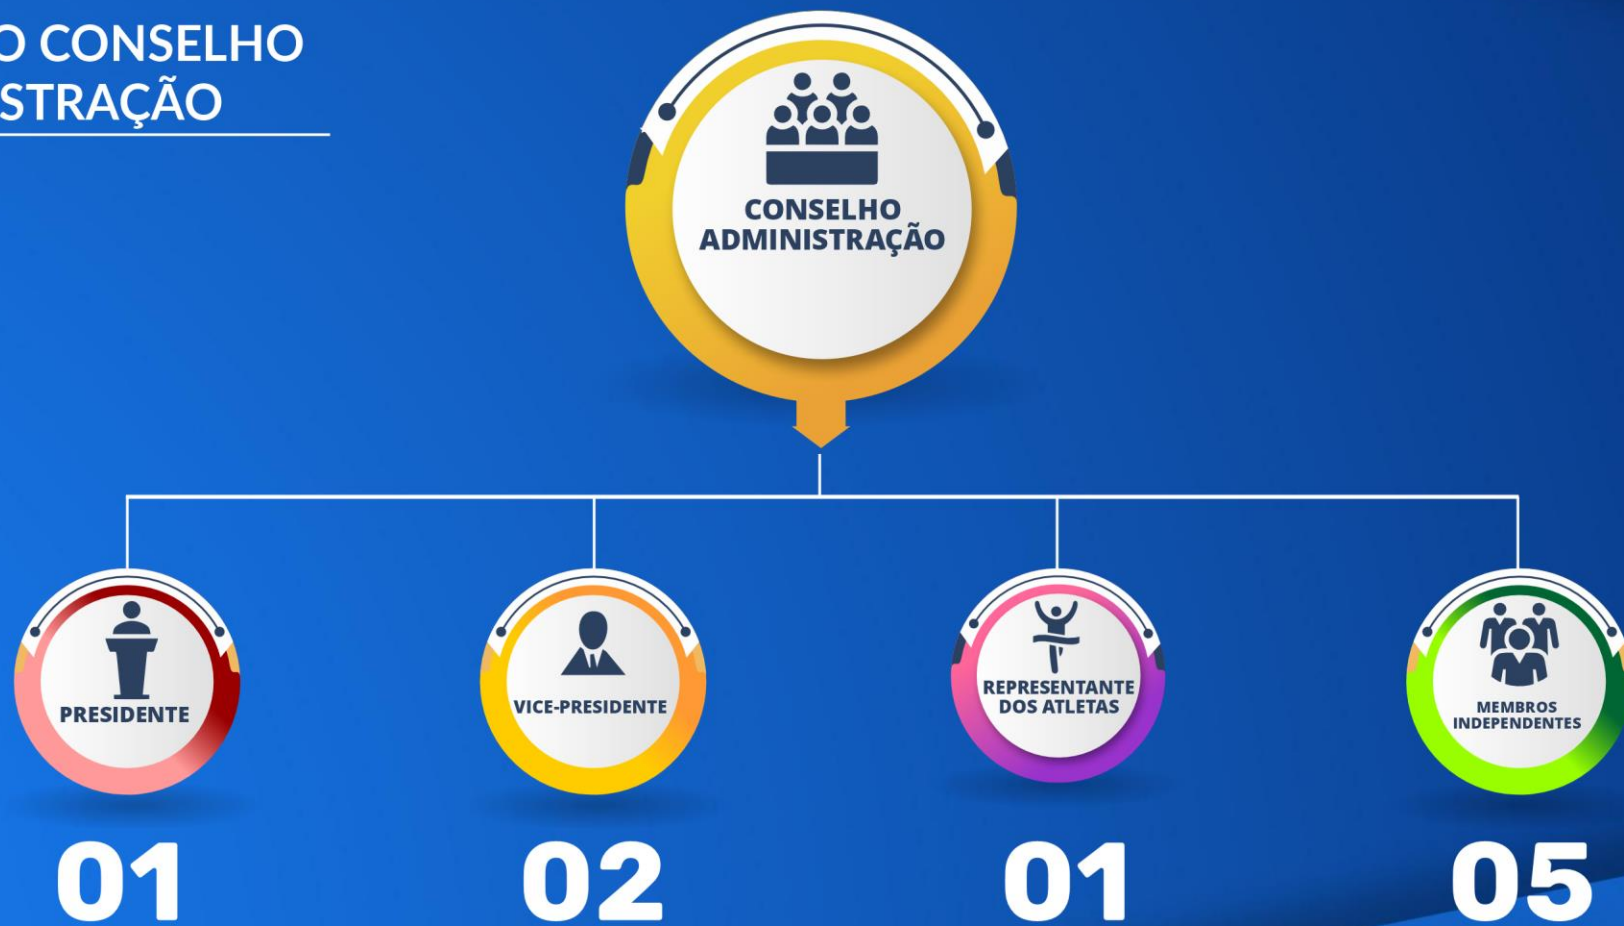 O CONSELHO
STRAÇÃO
CONSELHO
ADMINISTRAÇÃO
PRESIDENTE
VICE-PRESIDENTE
REPRESENTANTE
DOS ATLETAS
MEMBROS
INDEPENDENTES
01
02
01
05